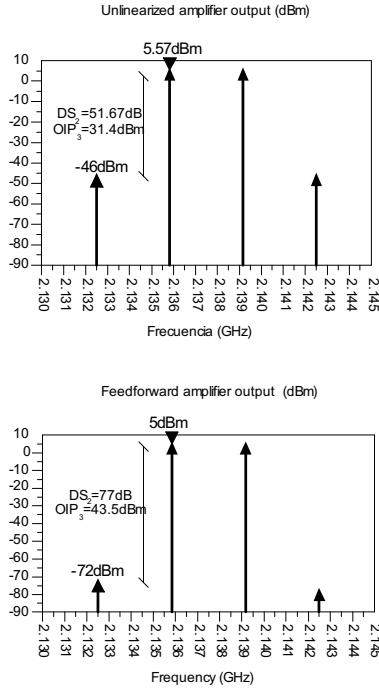 Unlinearized amplifier output (dBm)
5.57dBm
DS₂=51.67dB
OIP₃=31.4dBm
-46dBm
10
0
-10
-20
-30
-40
-50
-60
-70
-80
-90
2.130 2.131 2.132 2.133 2.134 2.135 2.136 2.137 2.138 2.139 2.140 2.141 2.142 2.143 2.144 2.145
Frecuencia (GHz)
Feedforward amplifier output (dBm)
5dBm
DS₂=77dB
OIP₃=43.5dBm
-72dBm
10
0
-10
-20
-30
-40
-50
-60
-70
-80
-90
2.130 2.131 2.132 2.133 2.134 2.135 2.136 2.137 2.138 2.139 2.140 2.141 2.142 2.143 2.144 2.145
Frequency (GHz)